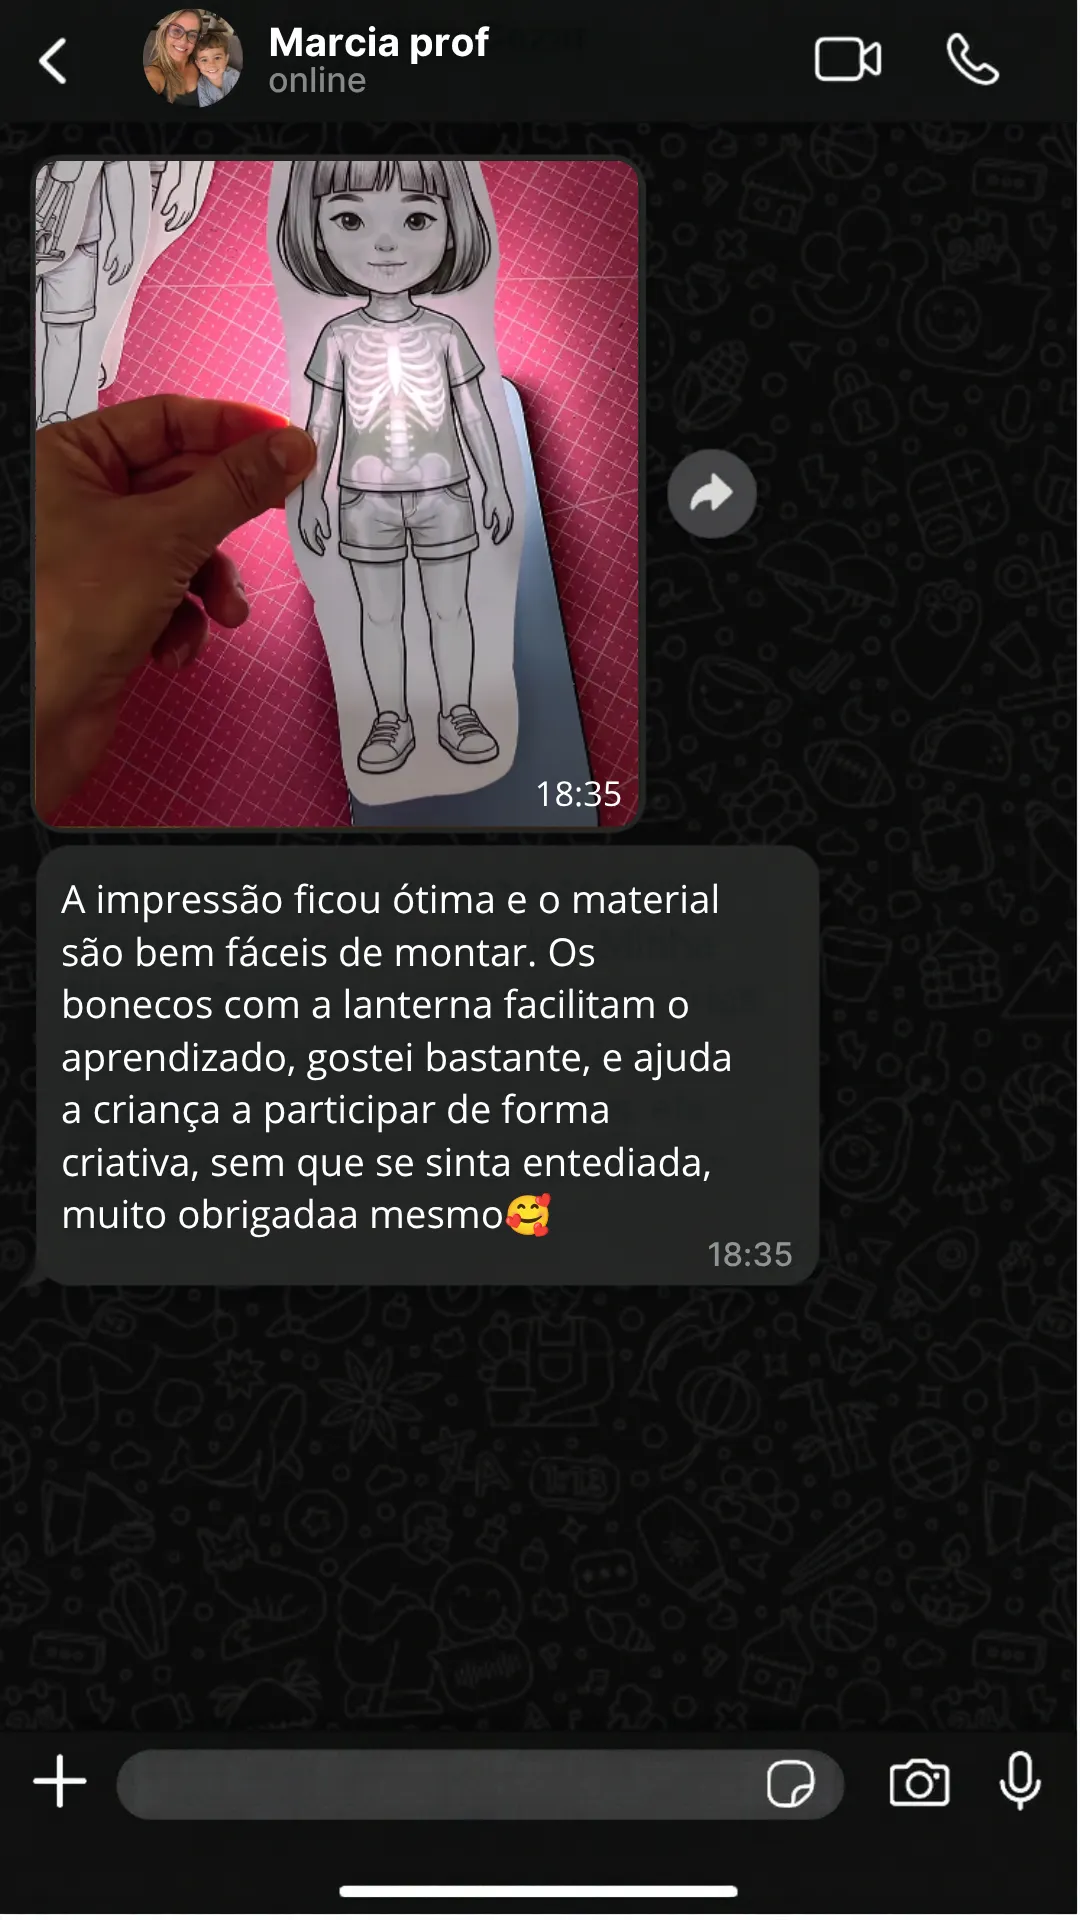 Marcia prof
online
18:35
A impressão ficou ótima e o material
são bem fáceis de montar. Os
bonecos com a lanterna facilitam o
aprendizado, gostei bastante, e ajuda
a criança a participar de forma
criativa, sem que se sinta entediada,
muito obrigadaa mesmo🥰
18:35